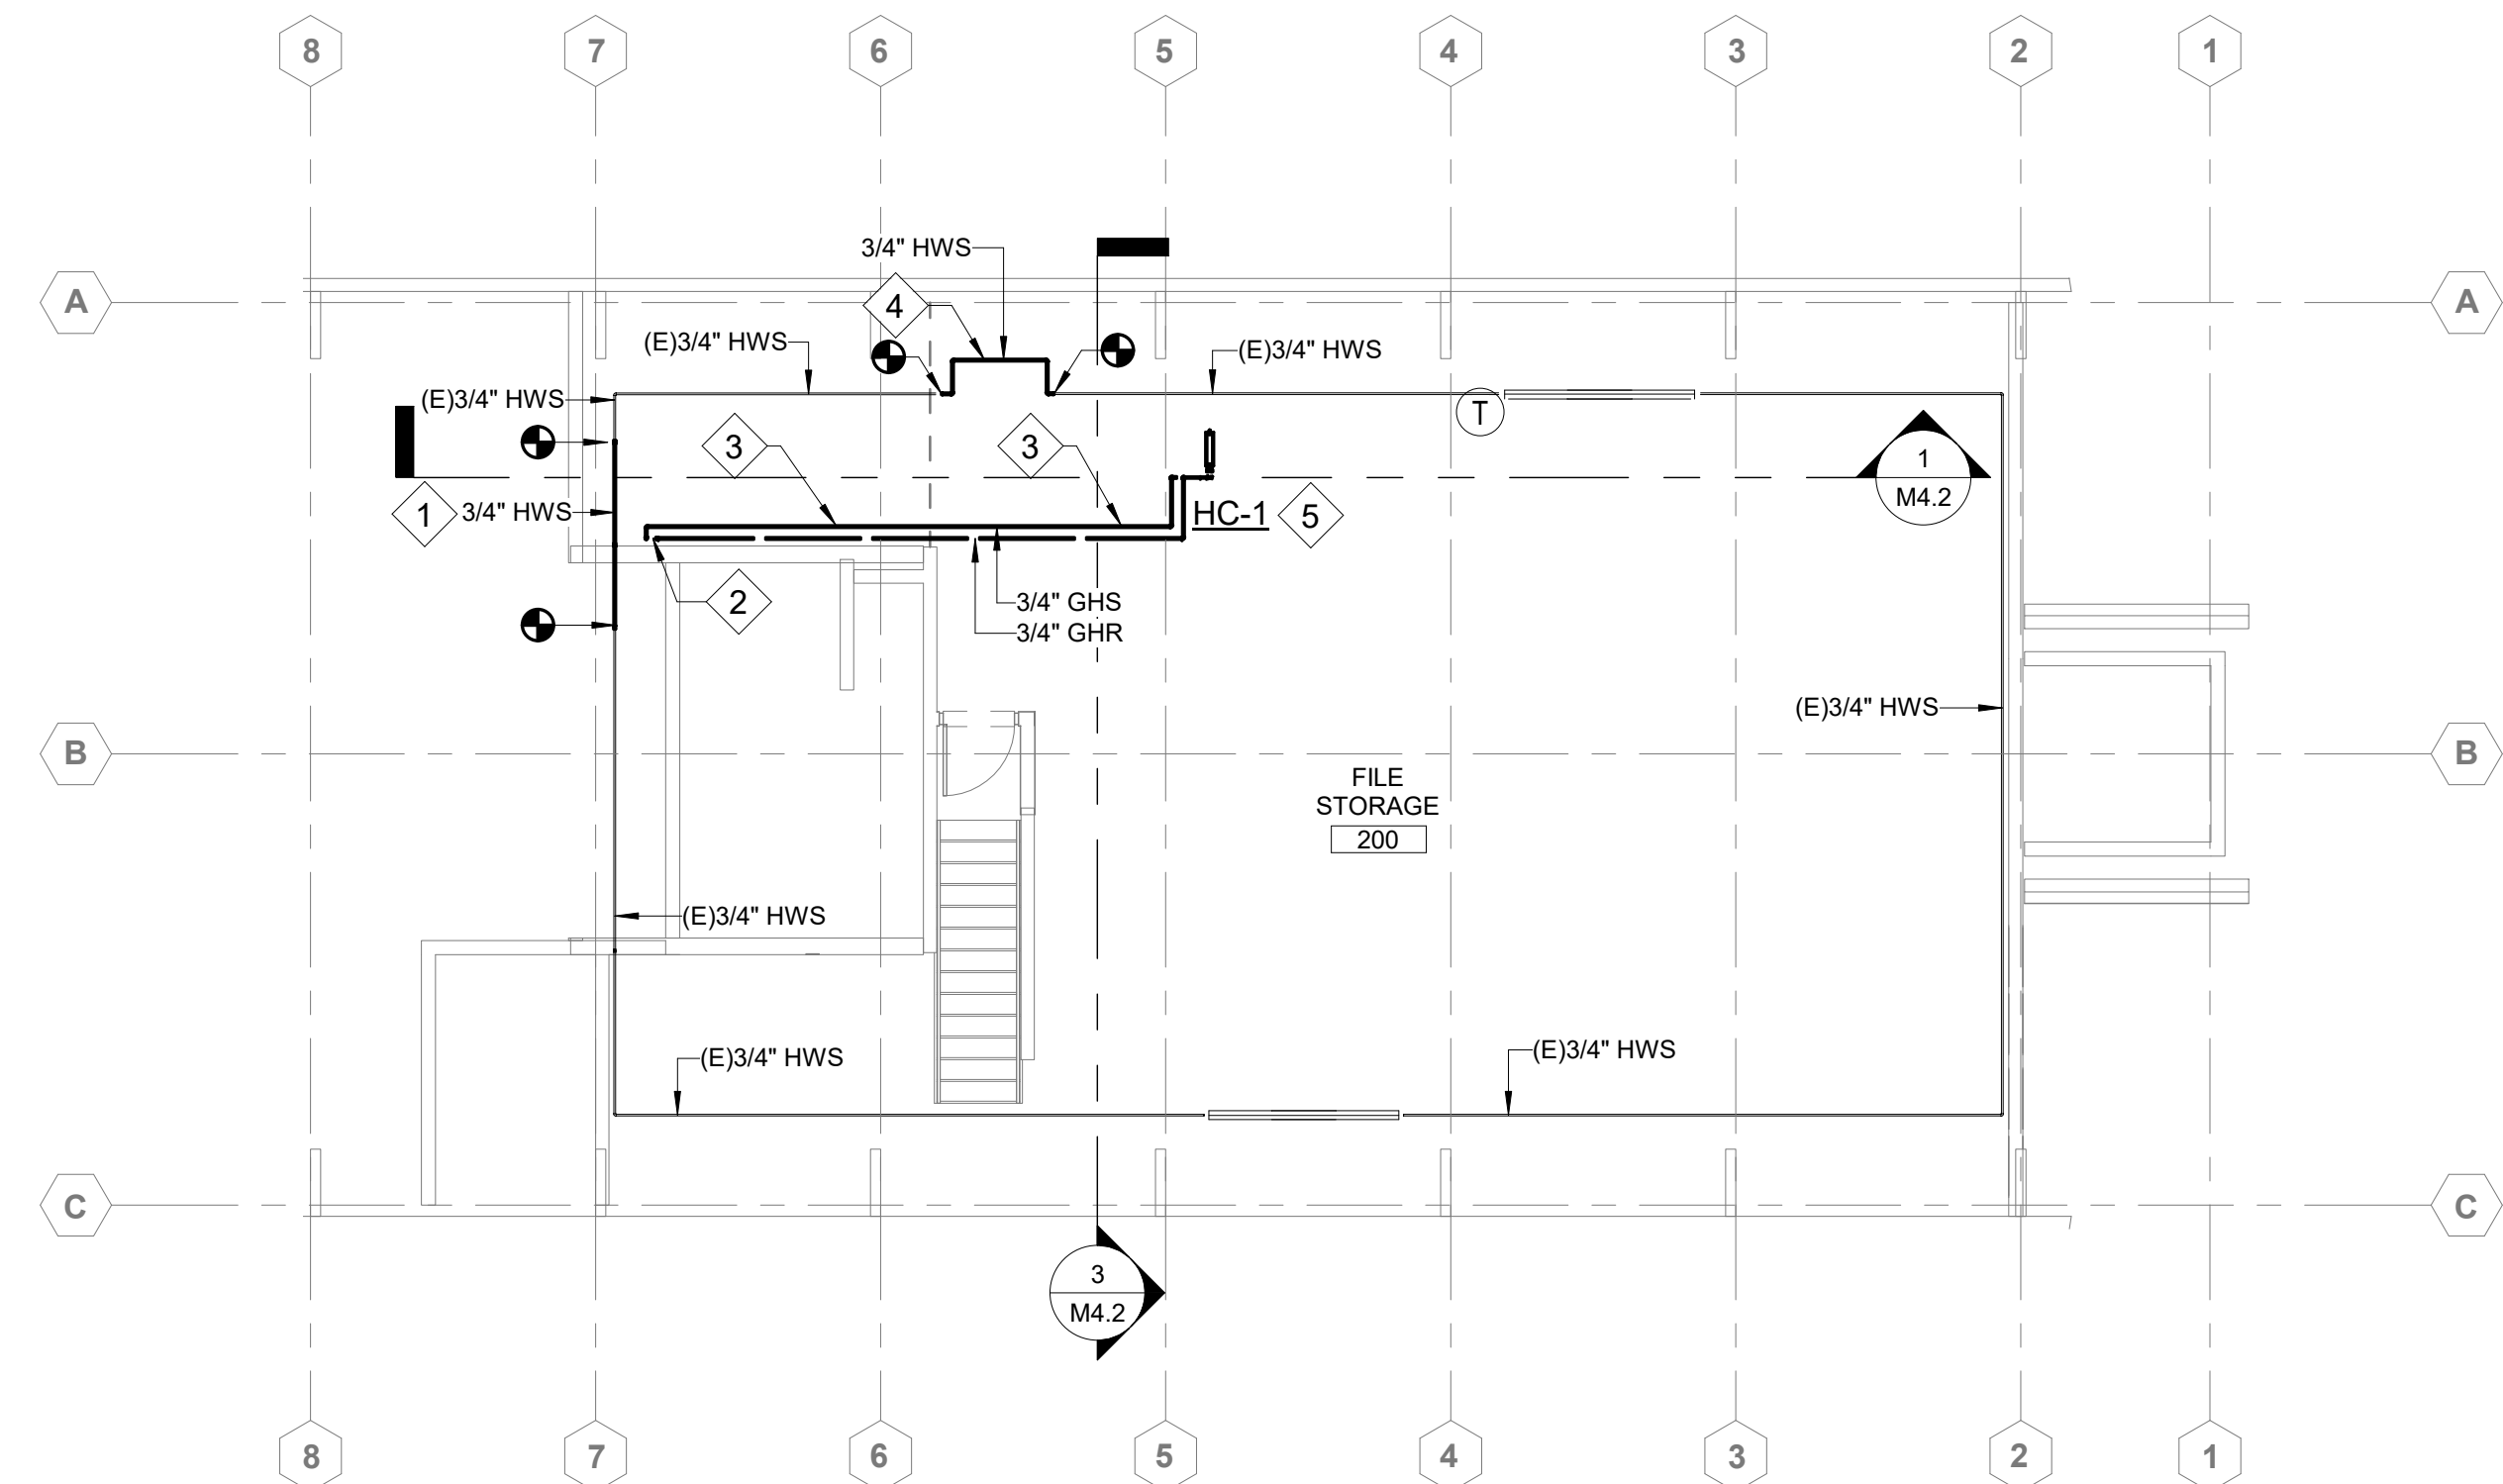 8 7 6 5 4 3 2 1
3/4" HWS
A 4 A
(E)3/4" HWS
(E)3/4" HWS
(E)3/4" HWS
T
3 3
1
M4.2
1 3/4" HWS
HC-1 5
2
3/4" GHS
3/4" GHR
(E)3/4" HWS
B B
FILE
STORAGE
200
(E)3/4" HWS
(E)3/4" HWS
(E)3/4" HWS
C C
3
M4.2
8 7 6 5 4 3 2 1